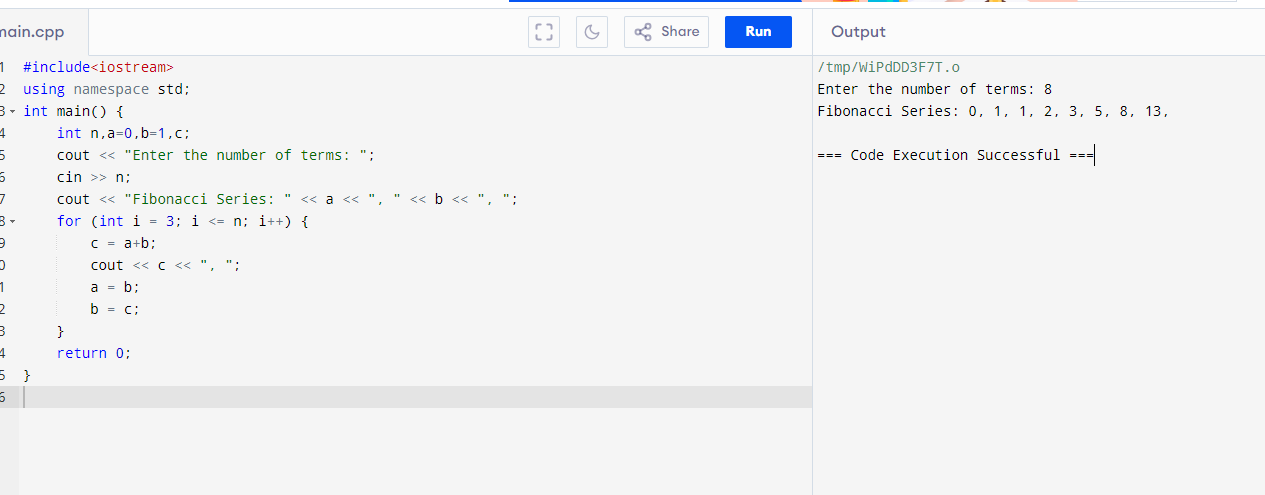 main.cpp
Share
Run
Output
1 #include<iostream>
2 using namespace std;
3 int main() {
4     int n,a=0,b=1,c;
5     cout << "Enter the number of terms: ";
6     cin >> n;
7     cout << "Fibonacci Series: " << a << ", " << b << ", ";
8     for (int i = 3; i <= n; i++) {
9         c = a+b;
0         cout << c << ", ";
1         a = b;
2         b = c;
3     }
4     return 0;
5 }
6
/tmp/WiPdDD3F7T.o
Enter the number of terms: 8
Fibonacci Series: 0, 1, 1, 2, 3, 5, 8, 13,
=== Code Execution Successful ===